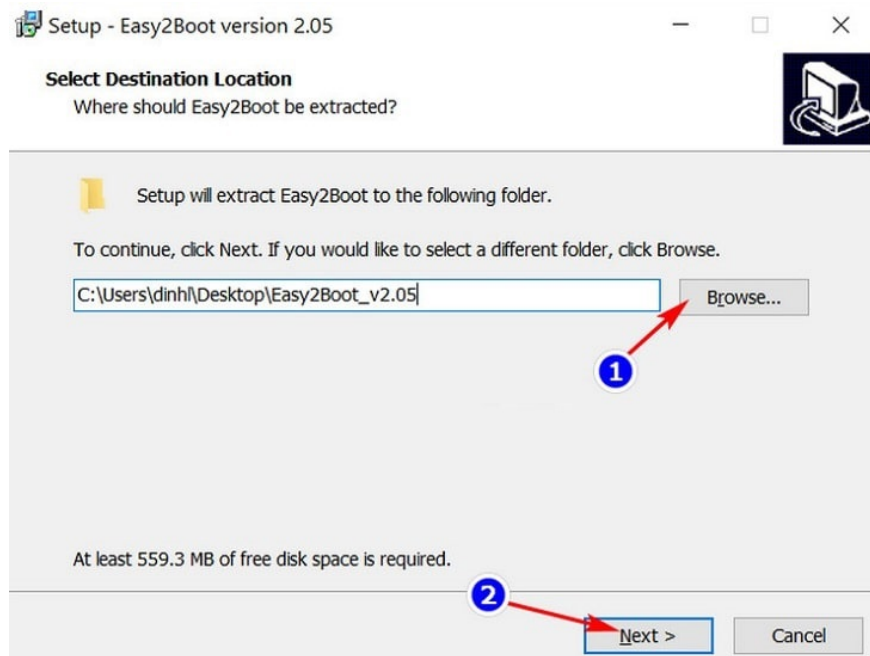 Setup - Easy2Boot version 2.05
Select Destination Location
Where should Easy2Boot be extracted?
Setup will extract Easy2Boot to the following folder.
To continue, click Next. If you would like to select a different folder, click Browse.
C:\Users\dinhl\Desktop\Easy2Boot_v2.05
Browse...
1
At least 559.3 MB of free disk space is required.
2
Next >
Cancel